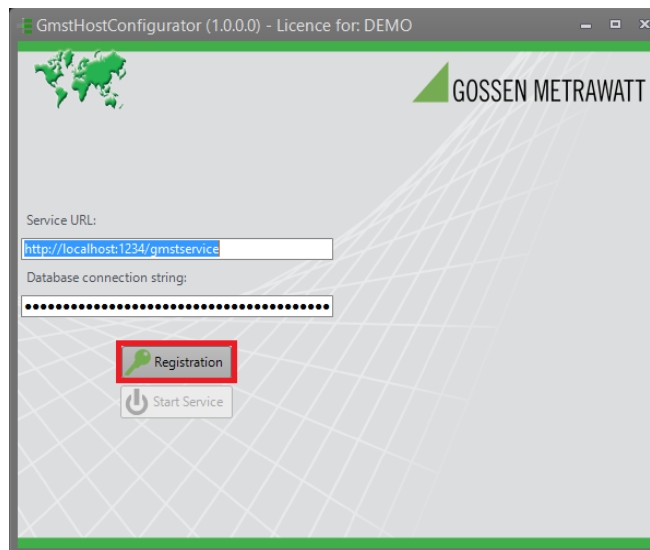 GmstHostConfigurator (1.0.0.0) - Licence for: DEMO
GOSSEN METRAWATT
Service URL:
http://localhost:1234/gmstservice
Database connection string:
Registration
Start Service